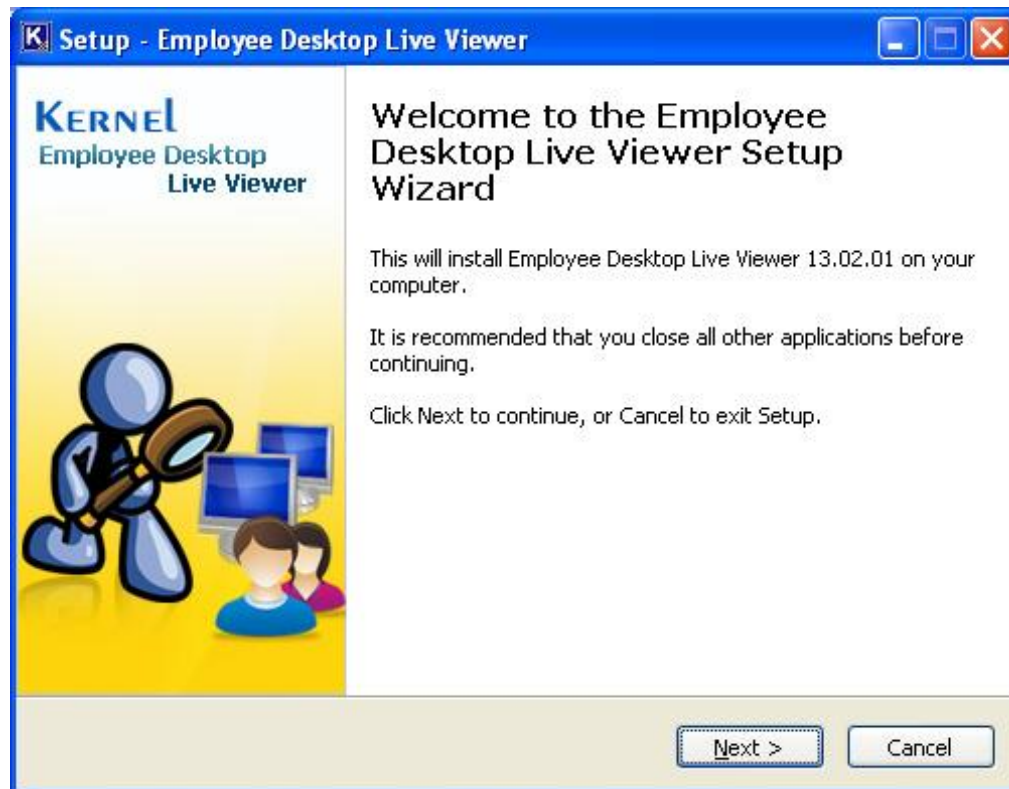 K Setup - Employee Desktop Live Viewer
KERNEl
Employee Desktop
Live Viewer
Welcome to the Employee
Desktop Live Viewer Setup
Wizard
This will install Employee Desktop Live Viewer 13.02.01 on your
computer.
It is recommended that you close all other applications before
continuing.
Click Next to continue, or Cancel to exit Setup.
Next >
Cancel